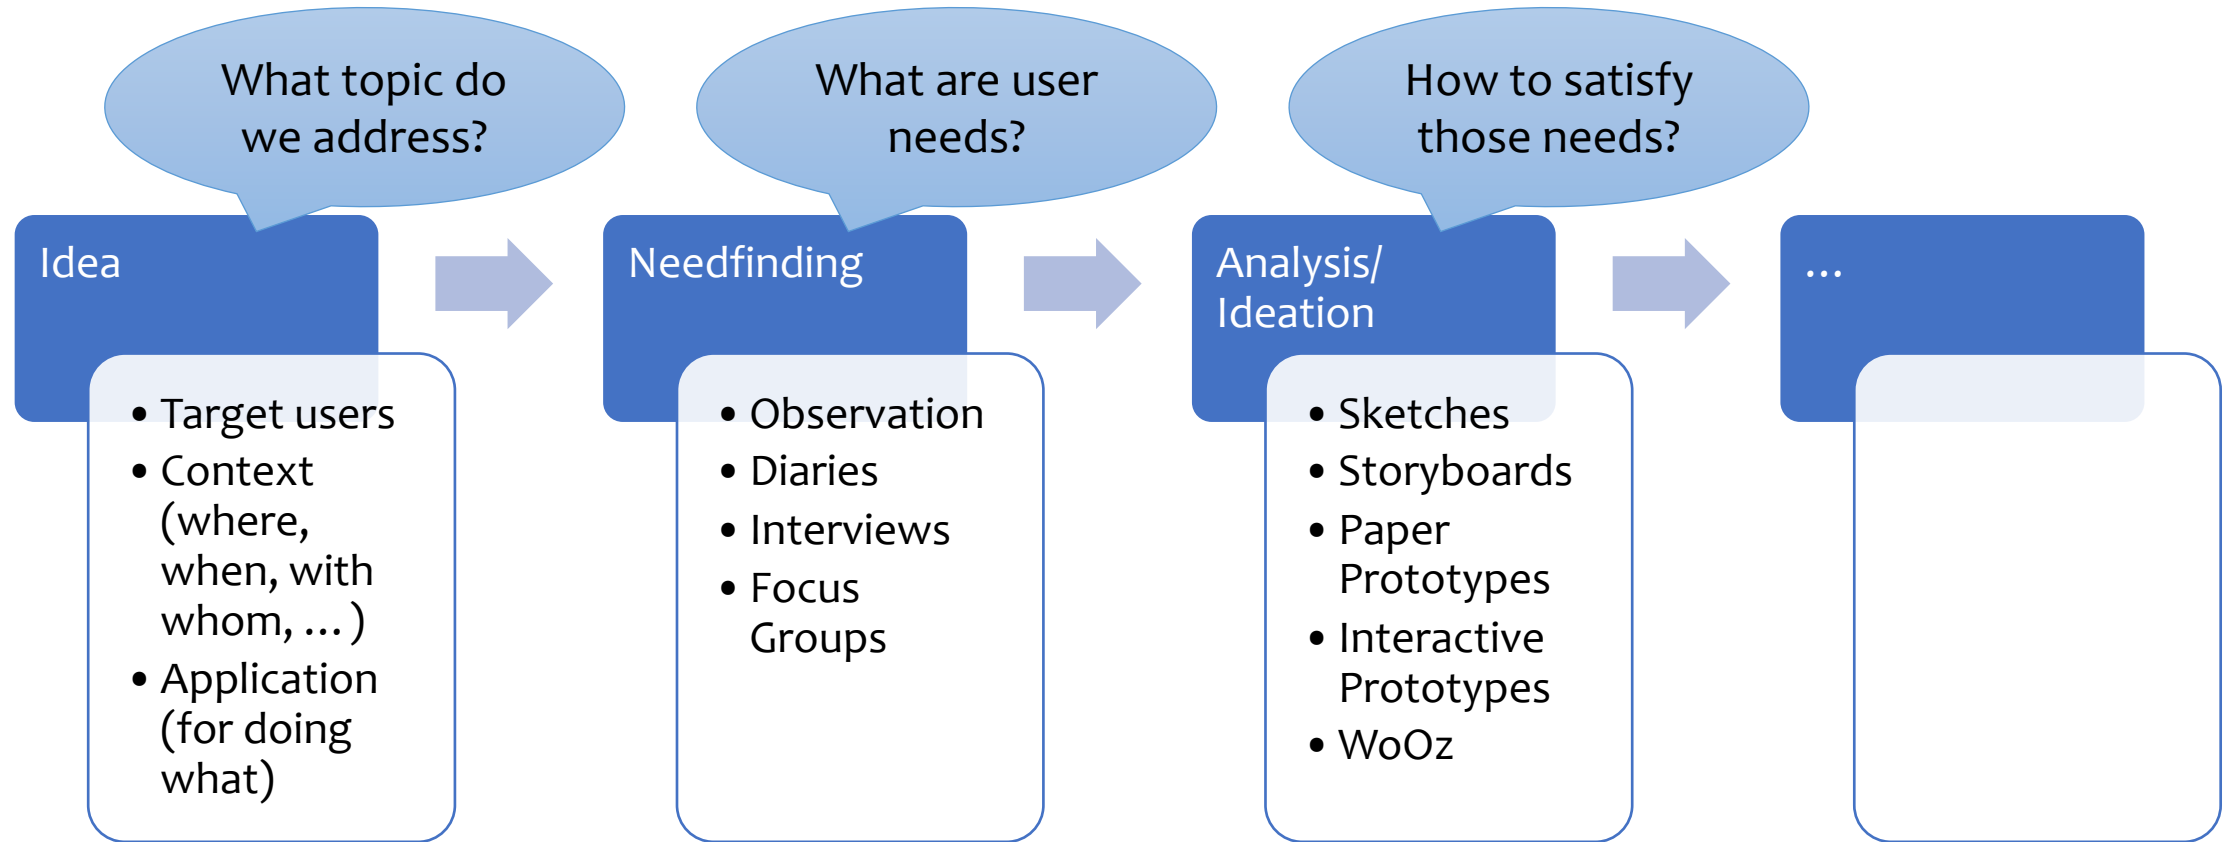 What topic do
we address?
What are user
needs?
How to satisfy
those needs?
Idea
• Target users
• Context
(where,
when, with
whom, … )
• Application
(for doing
what)
Needfinding
• Observation
• Diaries
• Interviews
• Focus
Groups
Analysis/
Ideation
• Sketches
• Storyboards
• Paper
Prototypes
• Interactive
Prototypes
• WoOz
…